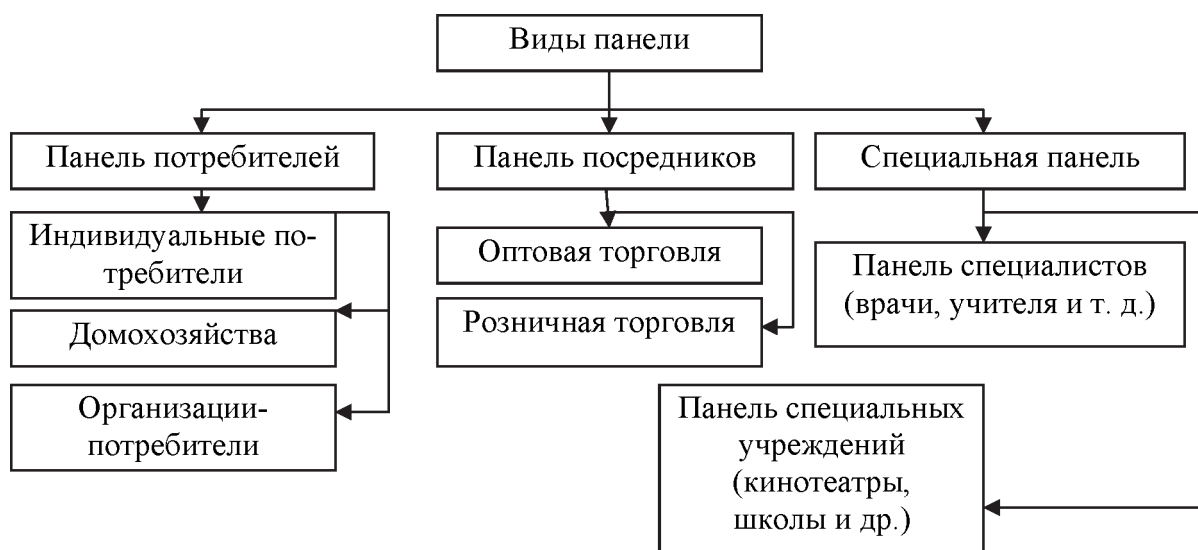 Виды панели
Панель потребителей
Панель посредников
Специальная панель
Индивидуальные по-
требители
Домохозяйства
Организации-
потребители
Оптовая торговля
Розничная торговля
Панель специалистов
(врачи, учителя и т. д.)
Панель специальных
учреждений
(кинотеатры,
школы и др.)